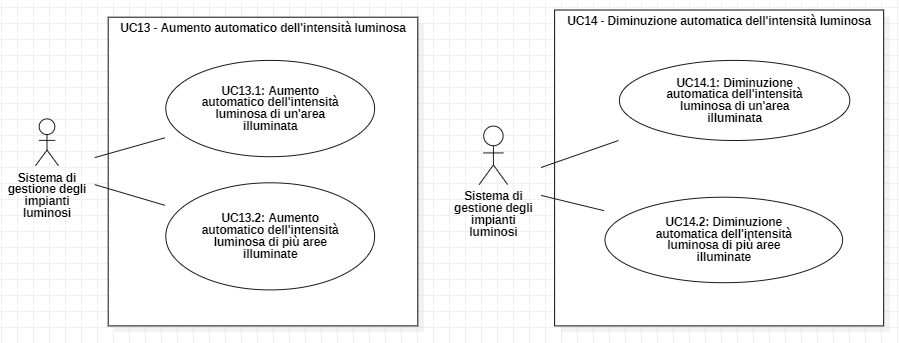 UC13 - Aumento automatico dell'intensità luminosa
UC13.1: Aumento
automatico dell'intensità
luminosa di un'area
illuminata
Sistema di
gestione degli
impianti
luminosi
UC13.2: Aumento
automatico dell'intensità
luminosa di più aree
illuminate
UC14 - Diminuzione automatica dell'intensità luminosa
UC14.1: Diminuzione
automatica dell'intensità
luminosa di un'area
illuminata
Sistema di
gestione degli
impianti
luminosi
UC14.2: Diminuzione
automatica dell'intensità
luminosa di più aree
illuminate